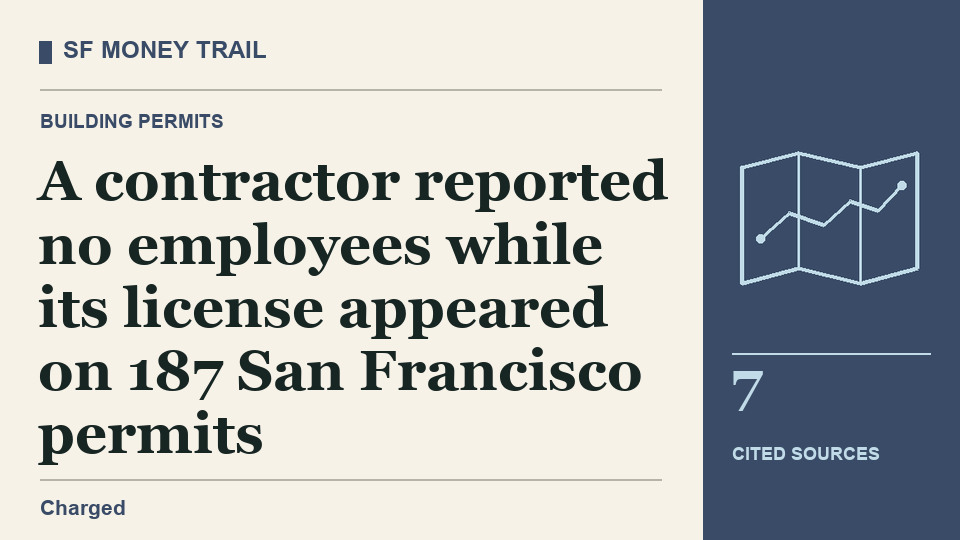 SF MONEY TRAIL
BUILDING PERMITS
A contractor reported
no employees while
its license appeared
on 187 San Francisco
permits
Charged
7
CITED SOURCES